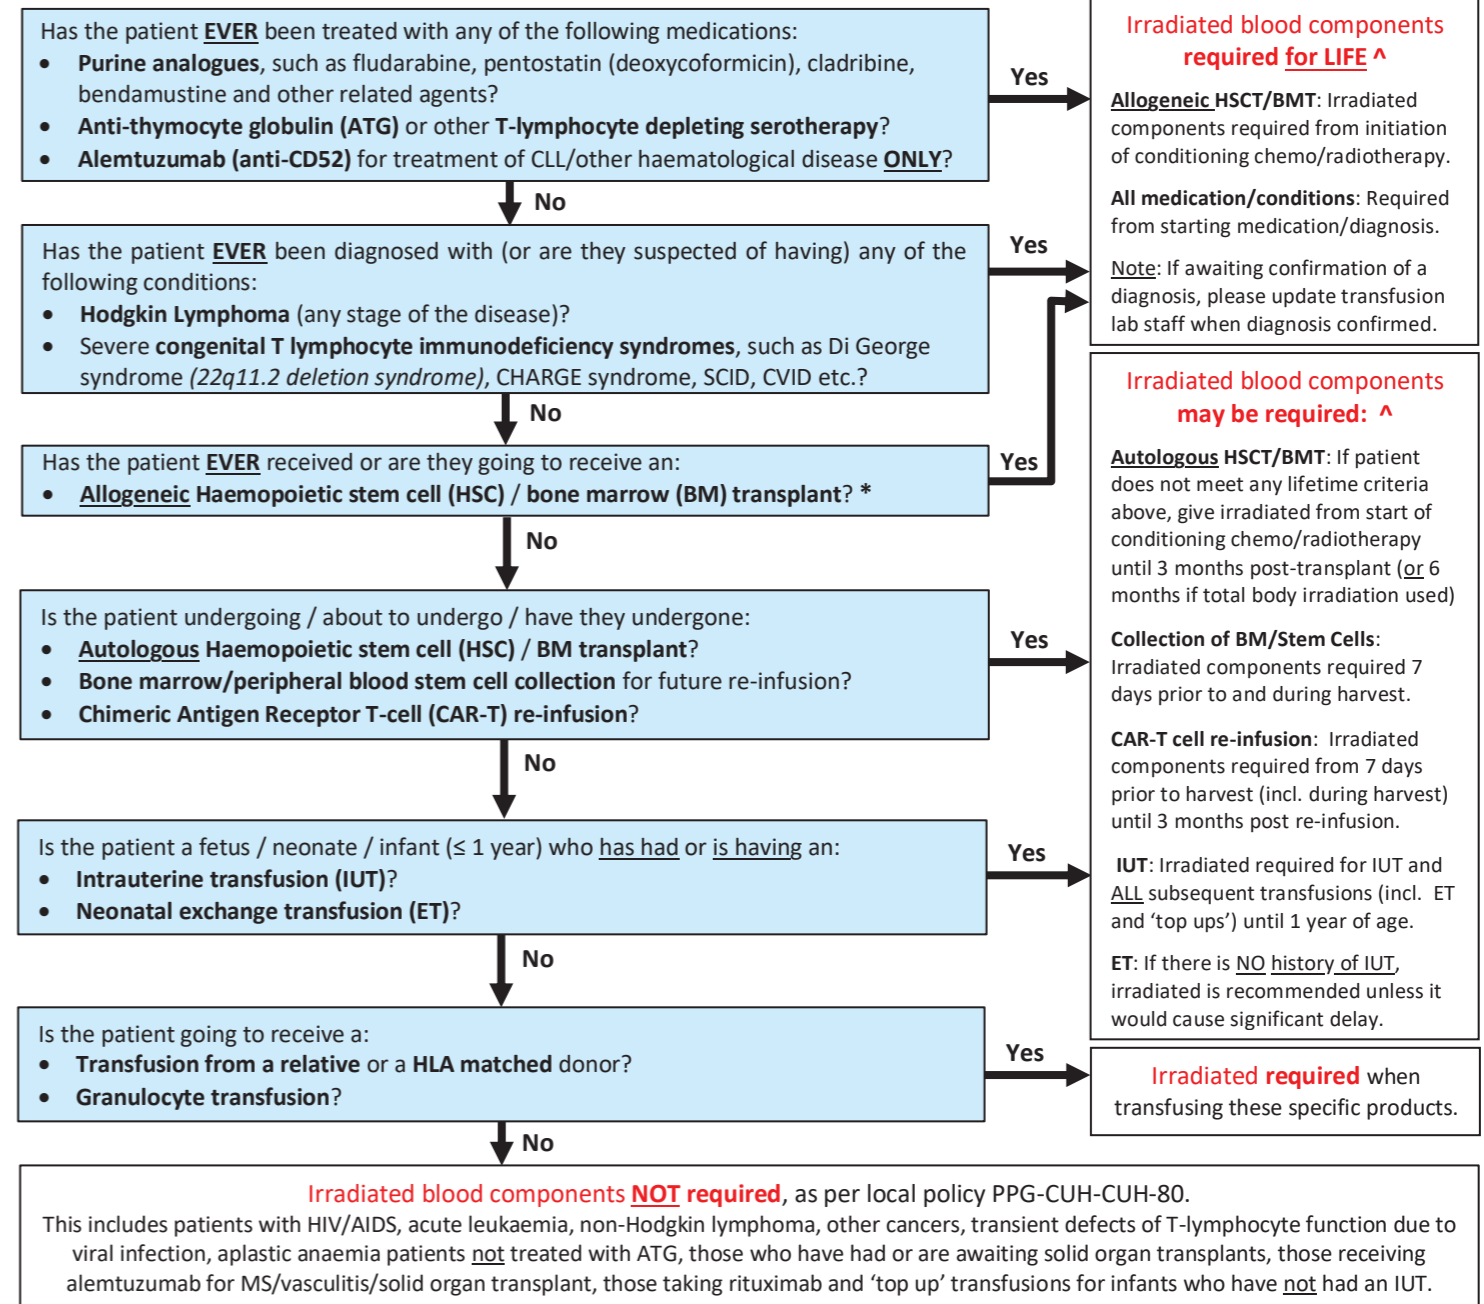 Has the patient EVER been treated with any of the following medications:
• Purine analogues, such as fludarabine, pentostatin (deoxycoformicin), cladribine,
bendamustine and other related agents?
• Anti-thymocyte globulin (ATG) or other T-lymphocyte depleting serotherapy?
• Alemtuzumab (anti-CD52) for treatment of CLL/other haematological disease ONLY?
Yes
No
Irradiated blood components
required for LIFE ^
Allogeneic HSCT/BMT: Irradiated
components required from initiation
of conditioning chemo/radiotherapy.
All medication/conditions: Required
from starting medication/diagnosis.
Note: If awaiting confirmation of a
diagnosis, please update transfusion
lab staff when diagnosis confirmed.
Has the patient EVER been diagnosed with (or are they suspected of having) any of the
following conditions:
• Hodgkin Lymphoma (any stage of the disease)?
• Severe congenital T lymphocyte immunodeficiency syndromes, such as Di George
syndrome (22q11.2 deletion syndrome), CHARGE syndrome, SCID, CVID etc.?
Yes
No
Has the patient EVER received or are they going to receive an:
• Allogeneic Haemopoietic stem cell (HSC) / bone marrow (BM) transplant? *
Yes
No
Irradiated blood components
may be required: ^
Autologous HSCT/BMT: If patient
does not meet any lifetime criteria
above, give irradiated from start of
conditioning chemo/radiotherapy
until 3 months post-transplant (or 6
months if total body irradiation used)
Collection of BM/Stem Cells:
Irradiated components required 7
days prior to and during harvest.
CAR-T cell re-infusion: Irradiated
components required from 7 days
prior to harvest (incl. during harvest)
until 3 months post re-infusion.
IUT: Irradiated required for IUT and
ALL subsequent transfusions (incl. ET
and ‘top ups’) until 1 year of age.
ET: If there is NO history of IUT,
irradiated is recommended unless it
would cause significant delay.
Is the patient undergoing / about to undergo / have they undergone:
• Autologous Haemopoietic stem cell (HSC) / BM transplant?
• Bone marrow/peripheral blood stem cell collection for future re-infusion?
• Chimeric Antigen Receptor T-cell (CAR-T) re-infusion?
Yes
No
Is the patient a fetus / neonate / infant (≤ 1 year) who has had or is having an:
• Intrauterine transfusion (IUT)?
• Neonatal exchange transfusion (ET)?
Yes
No
Is the patient going to receive a:
• Transfusion from a relative or a HLA matched donor?
• Granulocyte transfusion?
Yes
No
Irradiated required when
transfusing these specific products.
Irradiated blood components NOT required, as per local policy PPG-CUH-CUH-80.
This includes patients with HIV/AIDS, acute leukaemia, non-Hodgkin lymphoma, other cancers, transient defects of T-lymphocyte function due to
viral infection, aplastic anaemia patients not treated with ATG, those who have had or are awaiting solid organ transplants, those receiving
alemtuzumab for MS/vasculitis/solid organ transplant, those taking rituximab and ‘top up’ transfusions for infants who have not had an IUT.